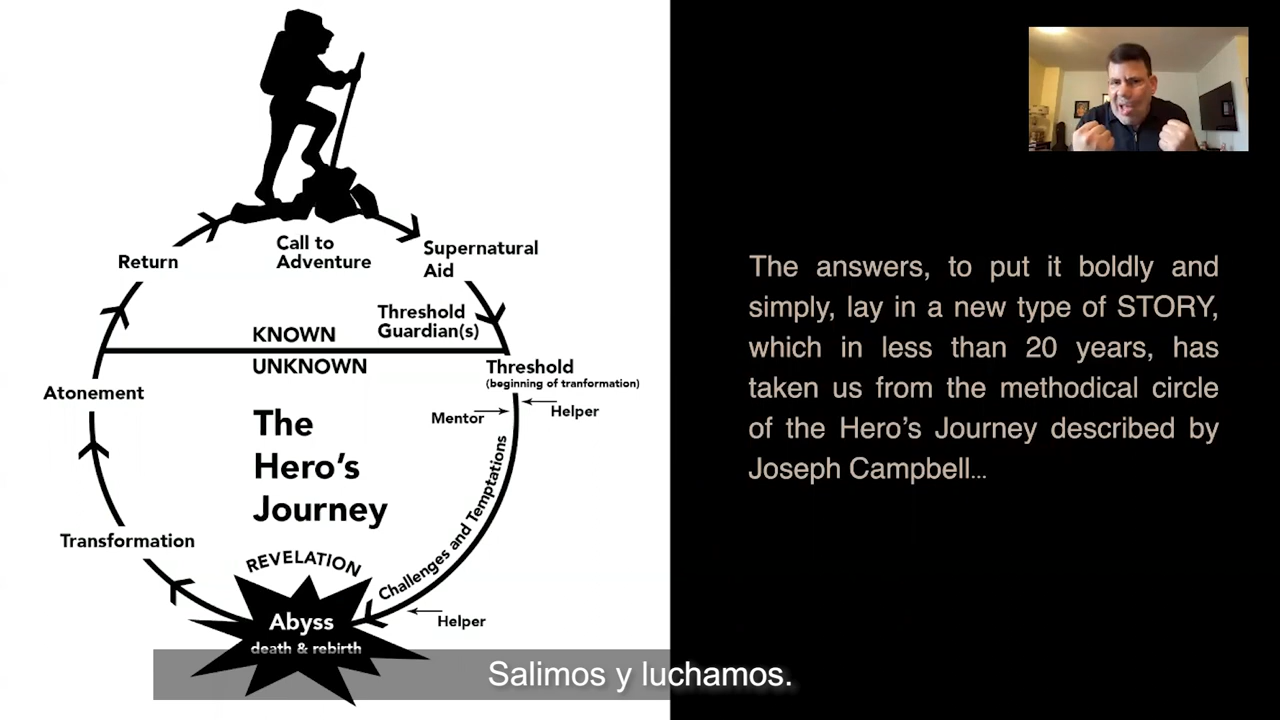 Call to
Adventure
Supernatural
Aid
Return
Threshold
Guardian(s)
KNOWN
UNKNOWN
Threshold
(beginning of tranformation)
Atonement
Mentor
Helper
The
Hero's
Journey
Challenges and Temptations
Transformation
REVELATION
Abyss
death & rebirth
Helper
The answers, to put it boldly and
simply, lay in a new type of STORY,
which in less than 20 years, has
taken us from the methodical circle
of the Hero's Journey described by
Joseph Campbell...
Salimos y luchamos.